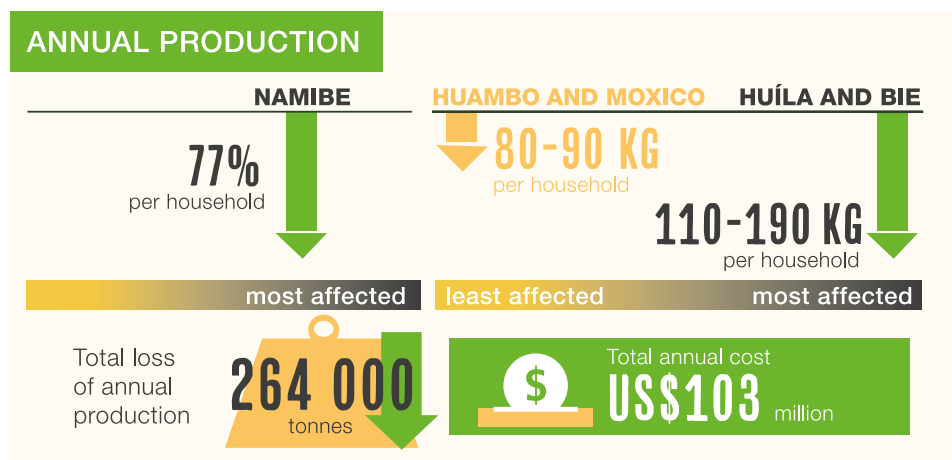 ANNUAL PRODUCTION
NAMIBE
77%
per household
HUAMBO AND MOXICO
80-90 KG
per household
HUÍLA AND BIE
110-190 KG
per household
most affected
least affected
most affected
Total loss
of annual
production
264 000
tonnes
$
Total annual cost
US$103 million